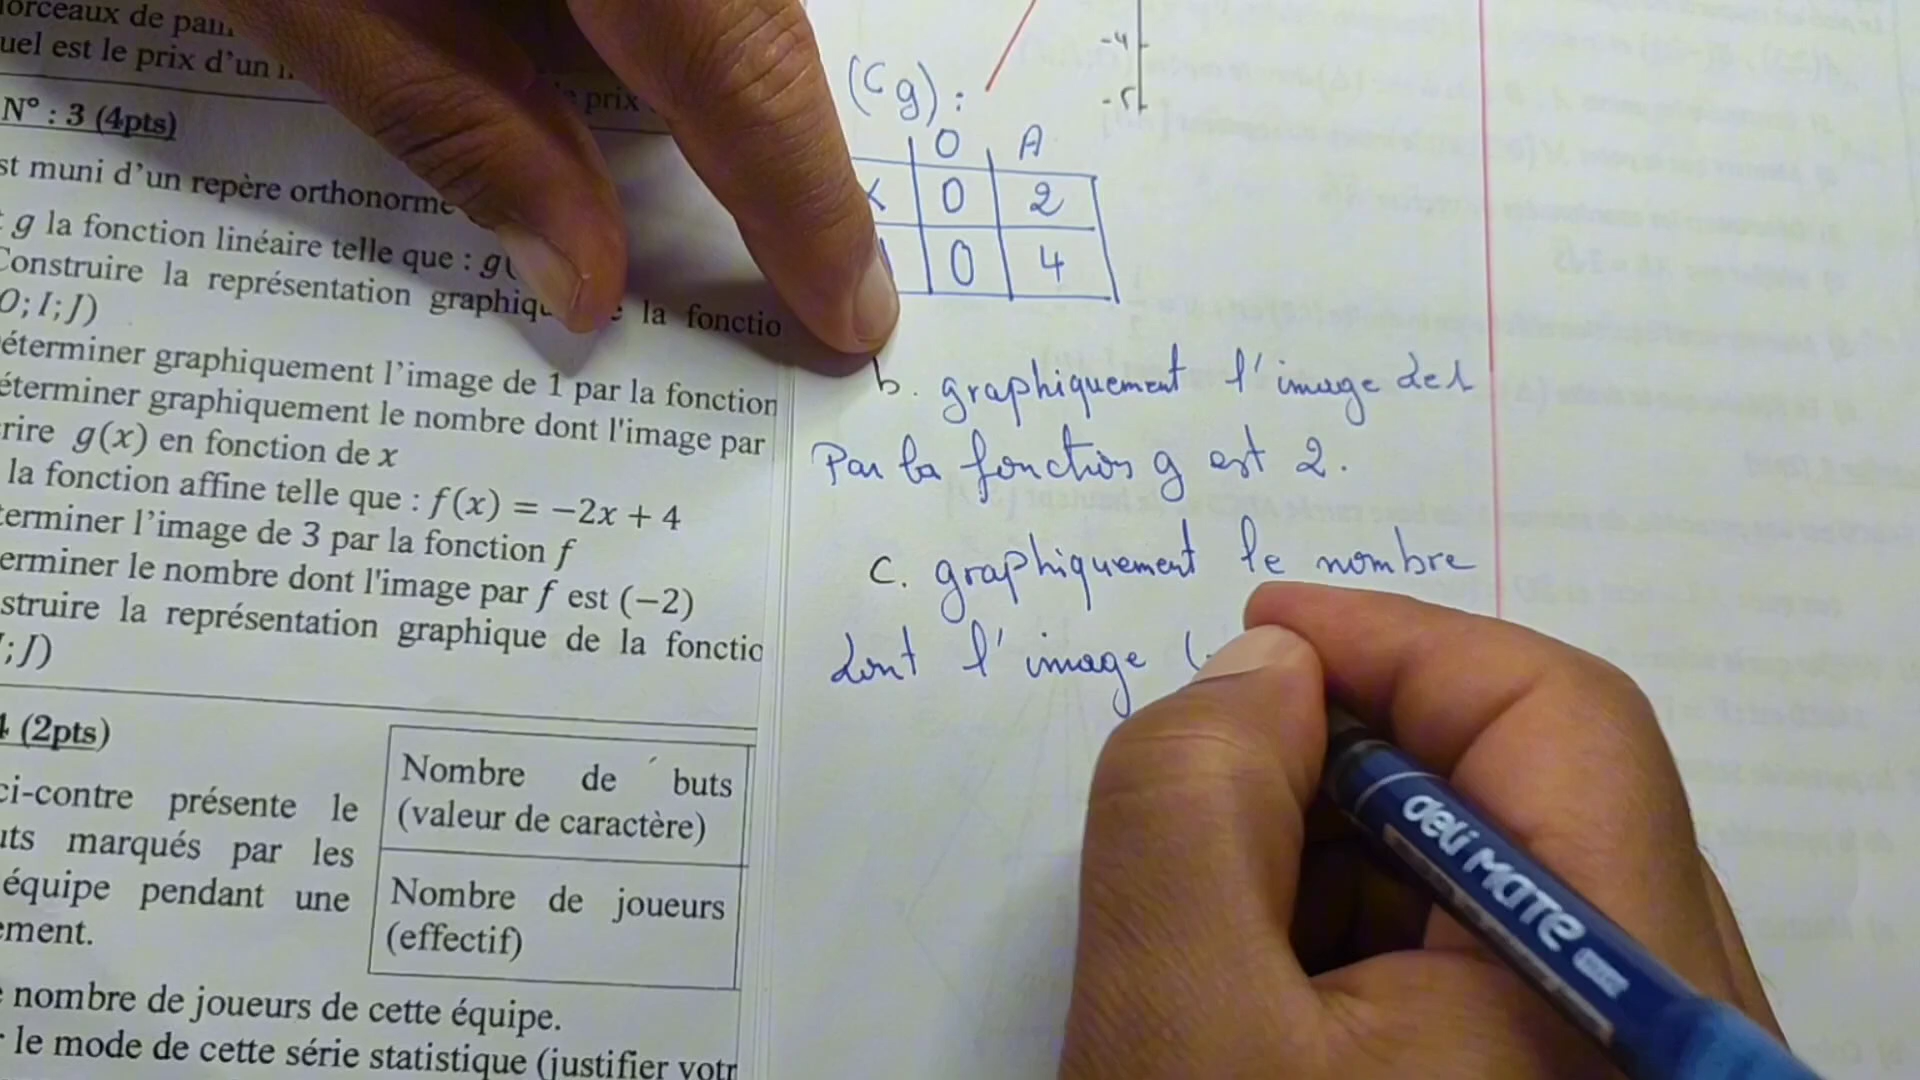 orceaux de pain
uel est le prix d'un
prix
N° : 3 (4pts)
st muni d'un repère orthonormé
g la fonction linéaire telle que : g(
Construire la représentation graphique la fonctio
O; I; J)
éterminer graphiquement l'image de 1 par la fonction
éterminer graphiquement le nombre dont l'image par
rire g(x) en fonction de x
la fonction affine telle que : f(x) = −2x + 4
terminer l'image de 3 par la fonction f
erminer le nombre dont l'image par f est (−2)
struire la représentation graphique de la fonctio
; J)
4 (2pts)
ci-contre présente le
uts marqués par les
équipe pendant une
ement.
Nombre de buts
(valeur de caractère)
Nombre de joueurs
(effectif)
nombre de joueurs de cette équipe.
le mode de cette série statistique (justifier votr
-4
-5
(Cg) :
O A
x 0 2
0 4
b. graphiquement l'image de 1
Par la fonction g est 2.
c. graphiquement le nombre
dont l'image (-
deli MATE